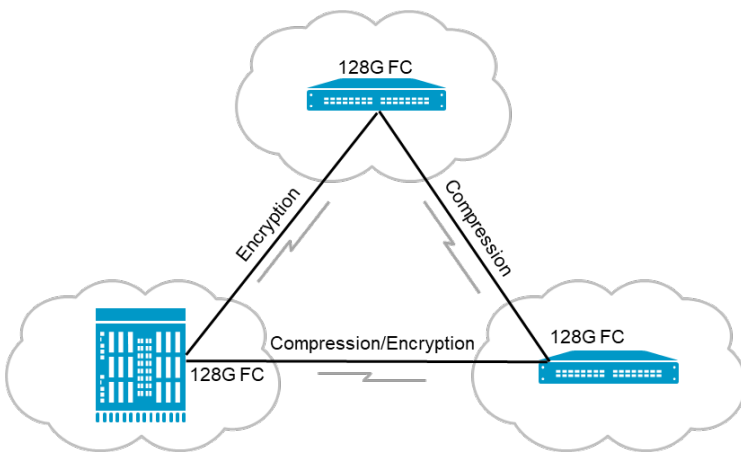 128G FC
Encryption
Compression
Compression/Encryption
128G FC
128G FC